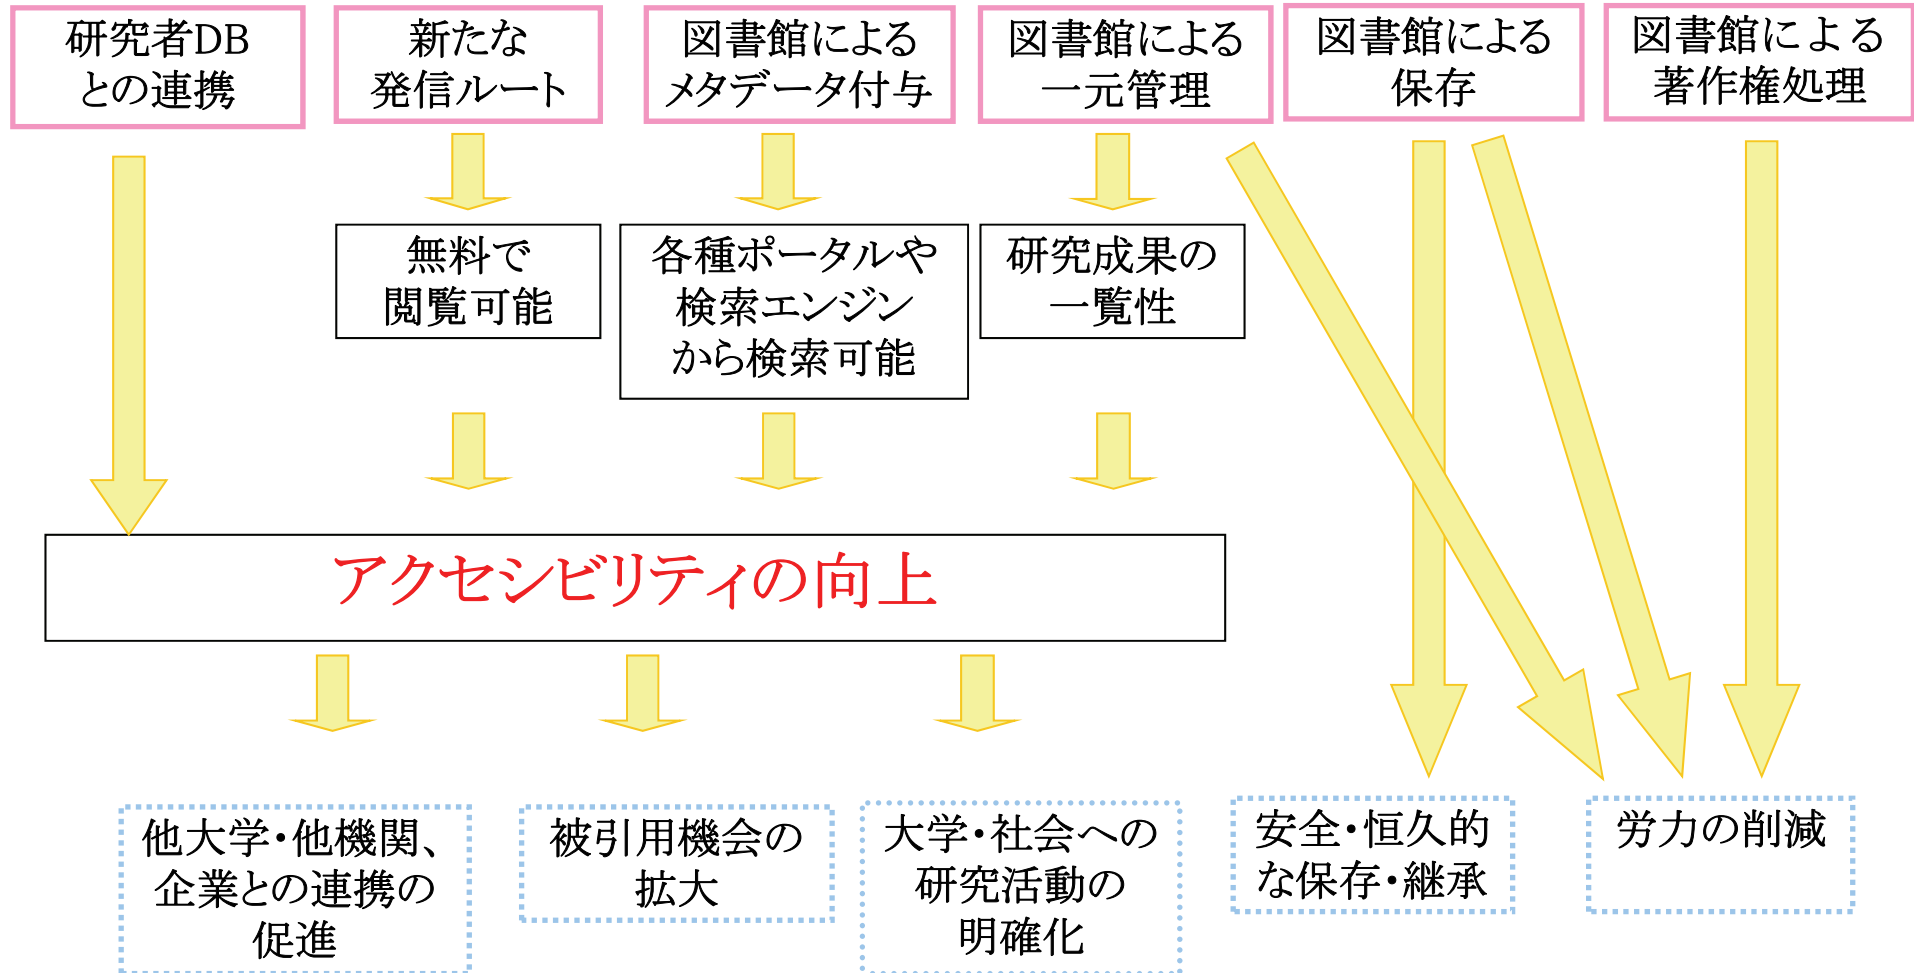 研究者DB
との連携
新たな
発信ルート
図書館による
メタデータ付与
図書館による
一元管理
図書館による
保存
図書館による
著作権処理
無料で
閲覧可能
各種ポータルや
検索エンジン
から検索可能
研究成果の
一覧性
アクセシビリティの向上
他大学・他機関、
企業との連携の
促進
被引用機会の
拡大
大学・社会への
研究活動の
明確化
安全・恒久的
な保存・継承
労力の削減